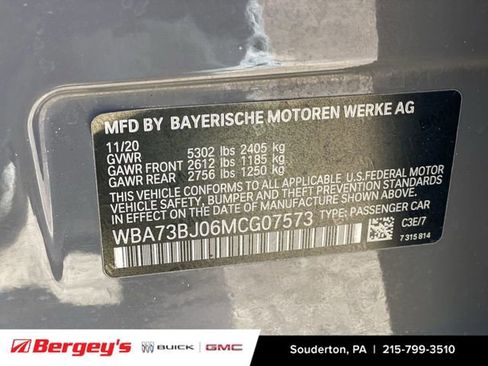 MFD BY BAYERISCHE MOTOREN WERKE AG
11/20
GVWR 5302 lbs 2405 kg
GAWR FRONT 2612 lbs 1185 kg
GAWR REAR 2756 lbs 1250 kg
THIS VEHICLE CONFORMS TO ALL APPLICABLE U.S.FEDERAL MOTOR
VEHICLE SAFETY, BUMPER, AND THEFT PREVENTION STANDARDS
IN EFFECT ON THE DATE OF MANUFACTURE SHOWN ABOVE.
WBA73BJ06MCG07573 TYPE: PASSENGER CAR
C3E/7
7 315 814
Bergey's BUICK GMC Souderton, PA | 215-799-3510